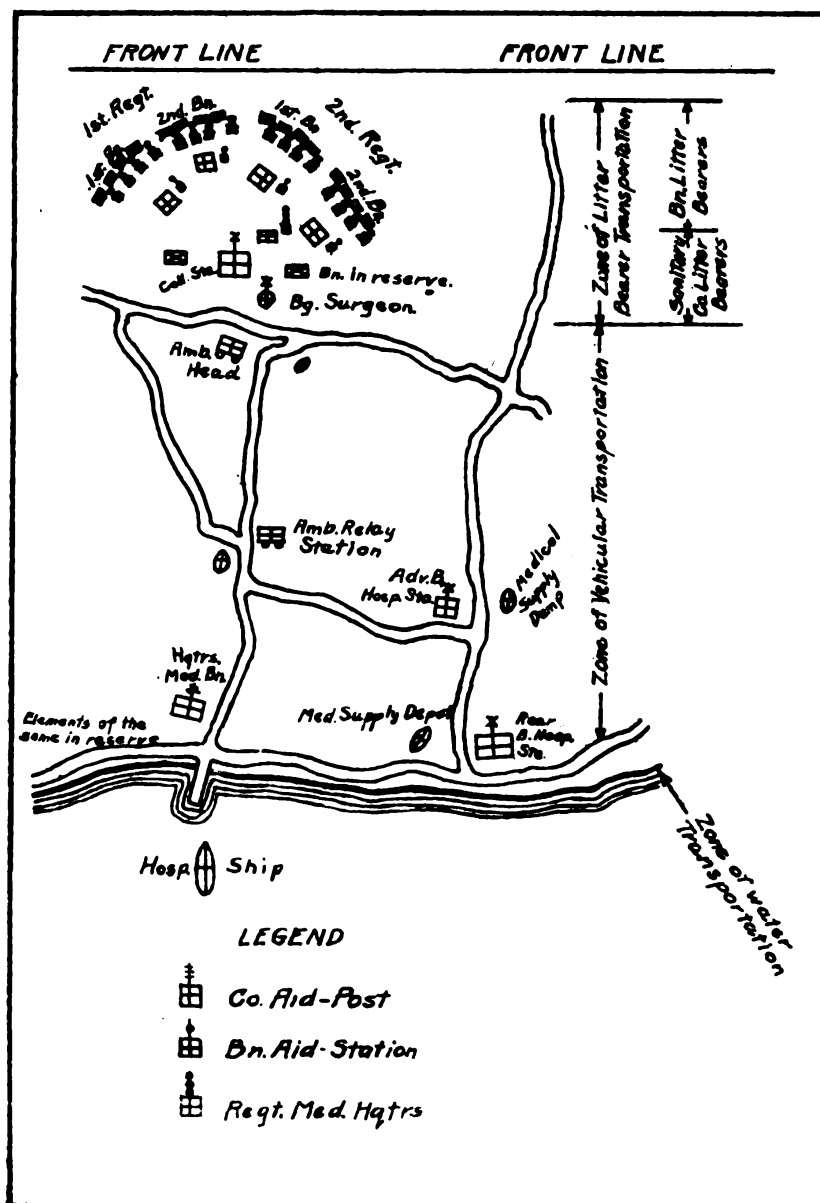 FRONT LINE
FRONT LINE
1st. Regt.
2nd. Bn.
1st. Bn
1st. Bn
2nd. Regt.
2nd. Bn.
Zone of Litter
Bearer Transportation
Bn. Litter
Bearers
Sanitary
Co. Litter
Bearers
Coll. Sta.
Bn. in reserve.
Bg. Surgeon.
Amb.
Head
Amb. Relay
Station
Adv. B.
Hosp. Sta.
Medical
Supply
Dump
Zone of Vehicular Transportation
Hqtrs.
Med. Bn.
Elements of the
same in reserve
Med. Supply Depot
Rear
B. Hosp.
Sta.
Zone of water
Transportation
Hosp. Ship
LEGEND
Co. Aid-Post
Bn. Aid-Station
Regt. Med. Hqtrs